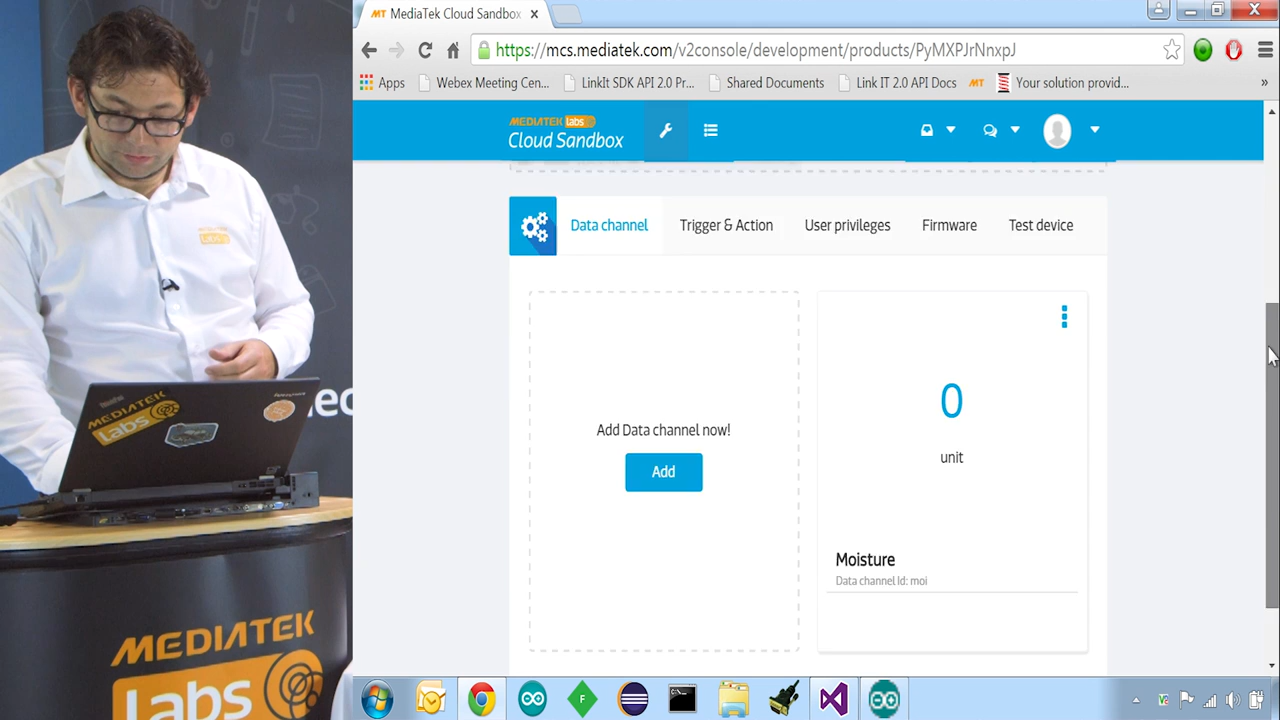 MediaTek Cloud Sandbox
https://mcs.mediatek.com/v2console/development/products/PyMXPJrNnxpJ
Apps
Webex Meeting Cen...
LinkIt SDK API 2.0 Pr...
Shared Documents
Link IT 2.0 API Docs
MT
Your solution provid...
»
MEDIATEK labs
Cloud Sandbox
Data channel
Trigger & Action
User privileges
Firmware
Test device
Add Data channel now!
Add
0
unit
Moisture
Data channel Id: moi
MEDIATEK
labs
MEDIATEK
labs